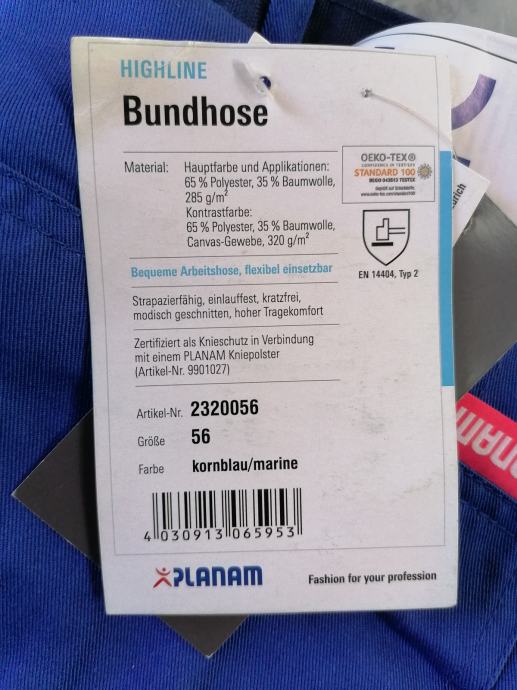 HIGHLINE
Bundhose
Material: Hauptfarbe und Applikationen:
65 % Polyester, 35 % Baumwolle,
285 g/m²
Kontrastfarbe:
65 % Polyester, 35 % Baumwolle,
Canvas-Gewebe, 320 g/m²
OEKO-TEX®
CONFIDENCE IN TEXTILES
STANDARD 100
EN 14404, Typ 2
Bequeme Arbeitshose, flexibel einsetzbar
Strapazierfähig, einlauffest, kratzfrei,
modisch geschnitten, hoher Tragekomfort
Zertifiziert als Knieschutz in Verbindung
mit einem PLANAM Kniepolster
(Artikel-Nr. 9901027)
Artikel-Nr. 2320056
Größe 56
Farbe kornblau/marine
4 030913 065953
PLANAM
Fashion for your profession